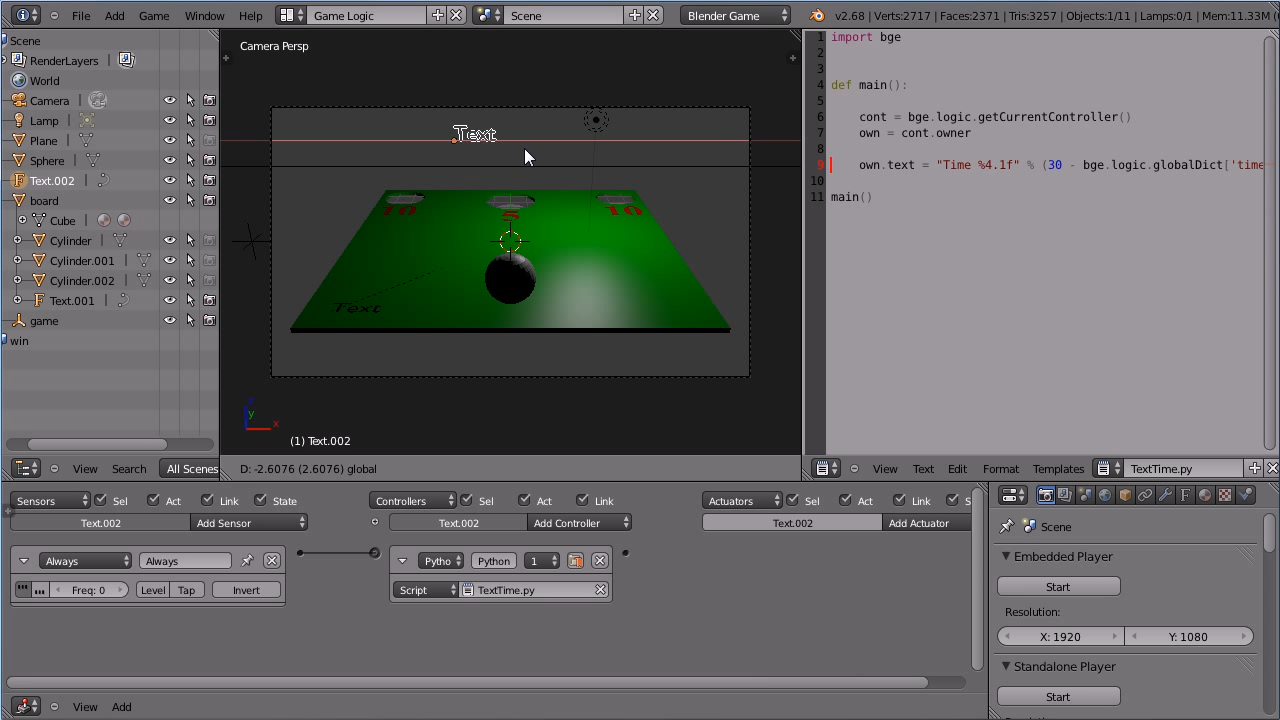 File Add Game Window Help Game Logic Scene Blender Game v2.68 | Verts:2717 | Faces:2371 | Tris:3257 | Objects:1/11 | Lamps:0/1 | Mem:11.33M
Scene
RenderLayers
World
Camera
Lamp
Plane
Sphere
Text.002
board
Cube
Cylinder
Cylinder.001
Cylinder.002
Text.001
game
win
View Search All Scenes
Camera Persp
Text
10 5 10
Text
z
y
x
(1) Text.002
D: -2.6076 (2.6076) global
1 import bge
2
3
4 def main():
5
6 cont = bge.logic.getCurrentController()
7 own = cont.owner
8
9 own.text = "Time %4.1f" % (30 - bge.logic.globalDict['time
10
11 main()
View Text Edit Format Templates TextTime.py
Sensors Sel Act Link State Controllers Sel Act Link Actuators Sel Act Link S
Text.002 Add Sensor Text.002 Add Controller Text.002 Add Actuator
Always Always Pytho Python 1
Freq: 0 Level Tap Invert Script TextTime.py
View Add
Scene
Embedded Player
Start
Resolution:
X: 1920 Y: 1080
Standalone Player
Start